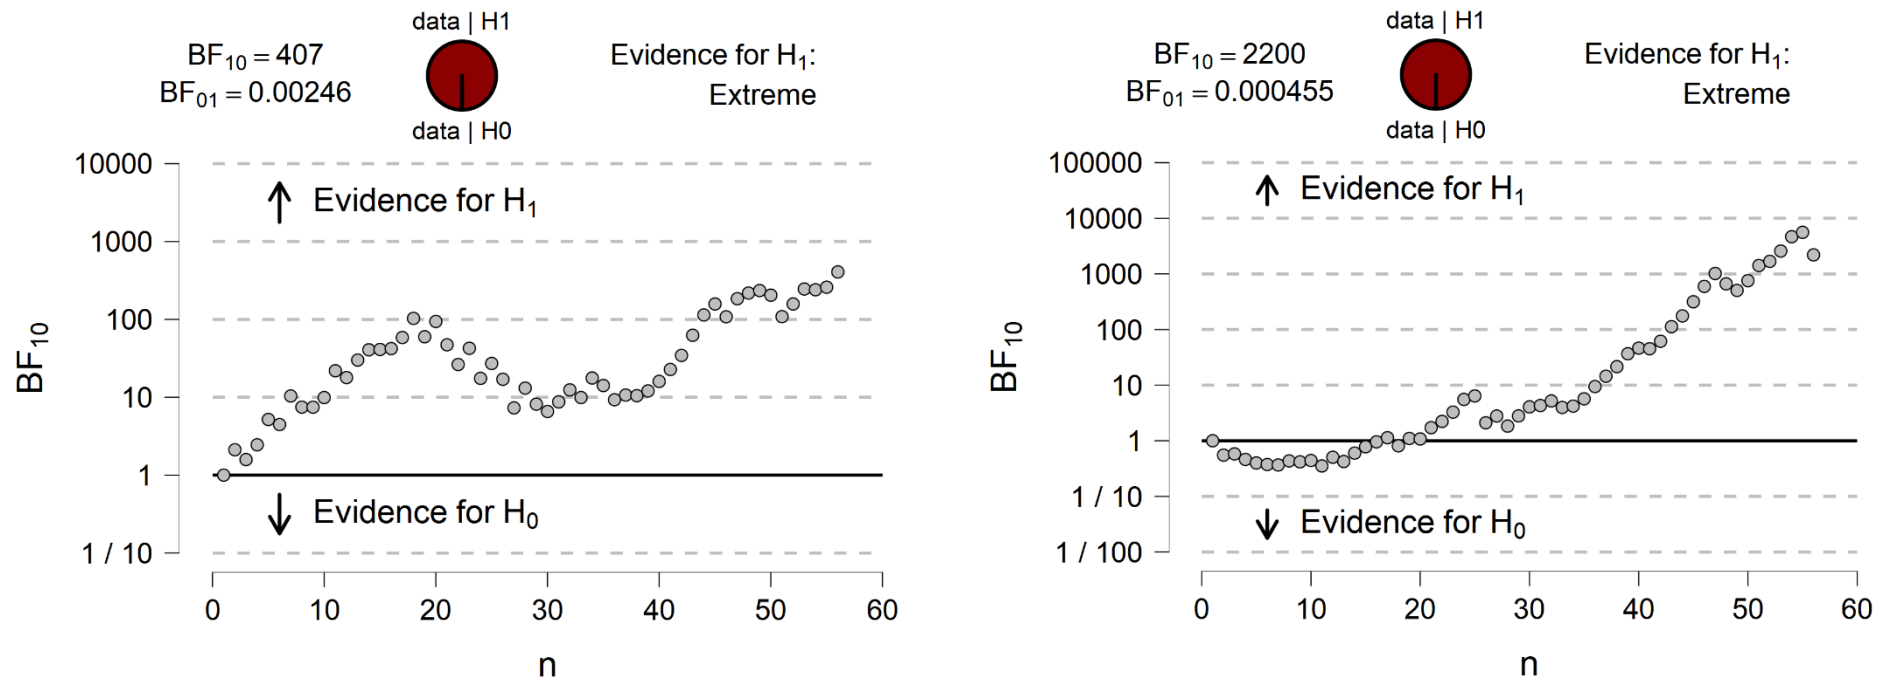 data | H1
BF10 = 407
BF01 = 0.00246
Evidence for H1:
Extreme
data | H0
10000
1000
100
10
1
1 / 10
BF10
Evidence for H1
Evidence for H0
0 10 20 30 40 50 60
n
data | H1
BF10 = 2200
BF01 = 0.000455
Evidence for H1:
Extreme
data | H0
100000
10000
1000
100
10
1
1 / 10
1 / 100
BF10
Evidence for H1
Evidence for H0
0 10 20 30 40 50 60
n